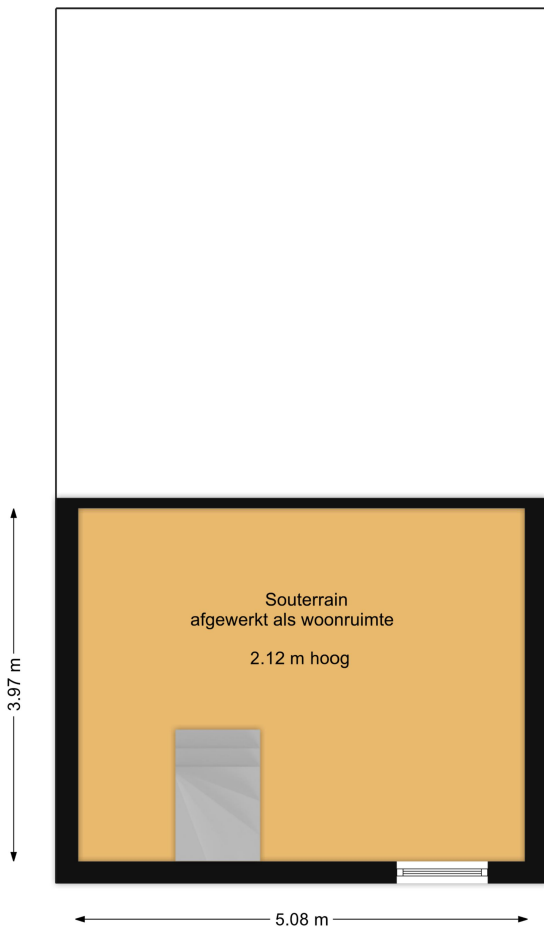 Souterrain
afgewerkt als woonruimte
2.12 m hoog
3.97 m
5.08 m